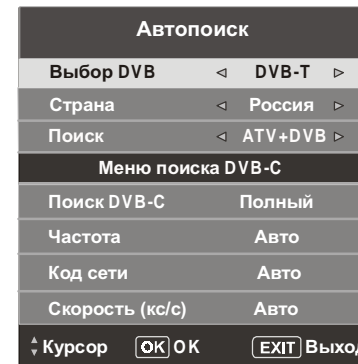 Автопоиск
Выбор DVB ◁ DVB-T ▷
Страна ◁ Россия ▷
Поиск ◁ ATV+DVB ▷
Меню поиска DVB-C
Поиск DVB-C Полный
Частота Авто
Код сети Авто
Скорость (кс/с) Авто
Курсор OK OK EXIT Выход